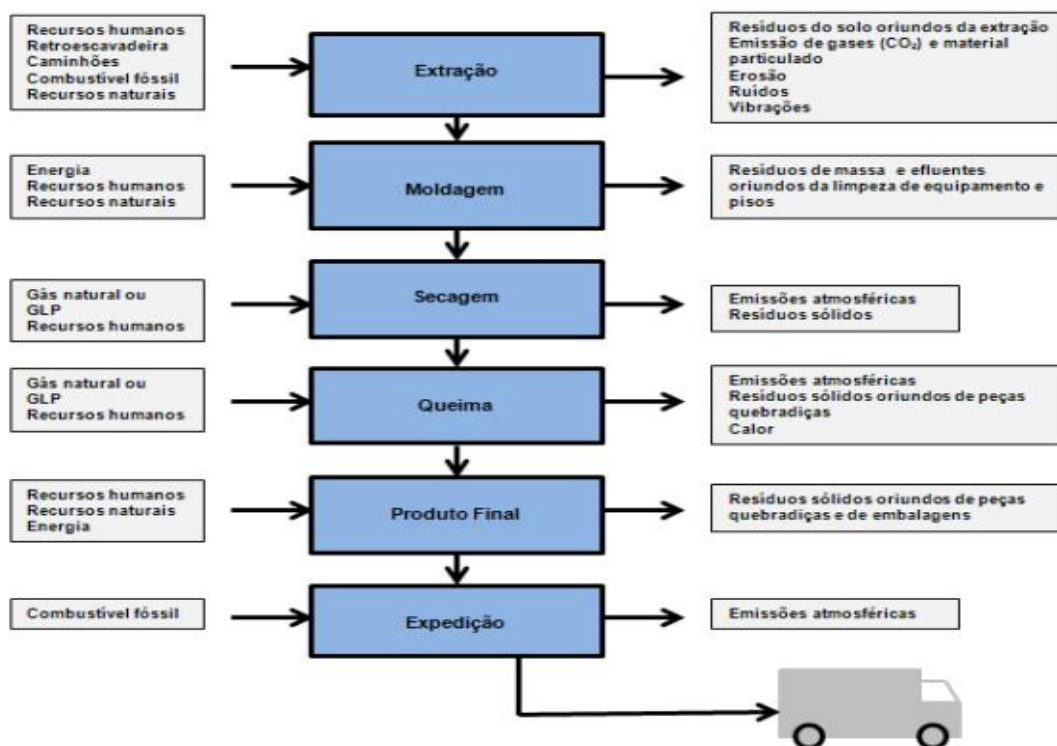 Recursos humanos
Retroescavadeira
Caminhões
Combustível fóssil
Recursos naturais
Extração
Resíduos do solo oriundos da extração
Emissão de gases (CO₂) e material
particulado
Erosão
Ruídos
Vibrações
Energia
Recursos humanos
Recursos naturais
Moldagem
Resíduos de massa e efluentes
oriundos da limpeza de equipamento e
pisos
Gás natural ou
GLP
Recursos humanos
Secagem
Emissões atmosféricas
Resíduos sólidos
Gás natural ou
GLP
Recursos humanos
Queima
Emissões atmosféricas
Resíduos sólidos oriundos de peças
quebradiças
Calor
Recursos humanos
Recursos naturais
Energia
Produto Final
Resíduos sólidos oriundos de peças
quebradiças e de embalagens
Combustível fóssil
Expedição
Emissões atmosféricas